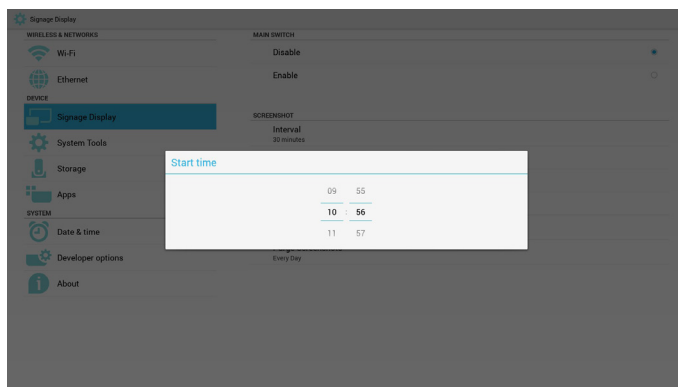 Signage Display
WIRELESS & NETWORKS
Wi-Fi
Ethernet
DEVICE
Signage Display
System Tools
Storage
Apps
SYSTEM
Date & time
Developer options
About
MAIN SWITCH
Disable
Enable
SCREENSHOT
Interval
30 minutes
Start time
09 55
10 : 56
11 57
Every Day